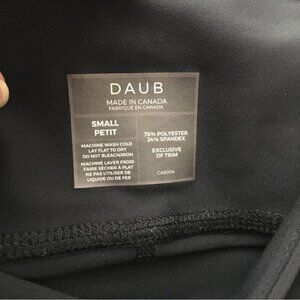 DAUB
MADE IN CANADA
FABRIQUÉ EN CANADA
SMALL
PETIT
MACHINE WASH COLD
LAY FLAT TO DRY
DO NOT BLEACH/IRON
MACHINE LAVER FROID
FAIRE SÉCHER À PLAT
NE PAS UTILISER DE
LIQUIDE OU DE FER
76% POLYESTER
24% SPANDEX
EXCLUSIVE
OF TRIM